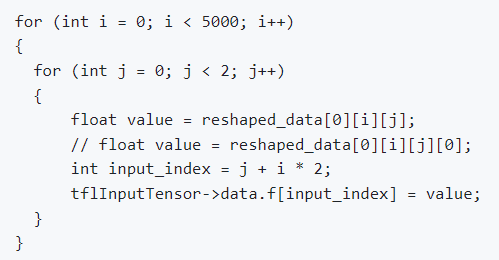 for (int i = 0; i < 5000; i++)
{
  for (int j = 0; j < 2; j++)
  {
      float value = reshaped_data[0][i][j];
      // float value = reshaped_data[0][i][j][0];
      int input_index = j + i * 2;
      tflInputTensor->data.f[input_index] = value;
  }
}